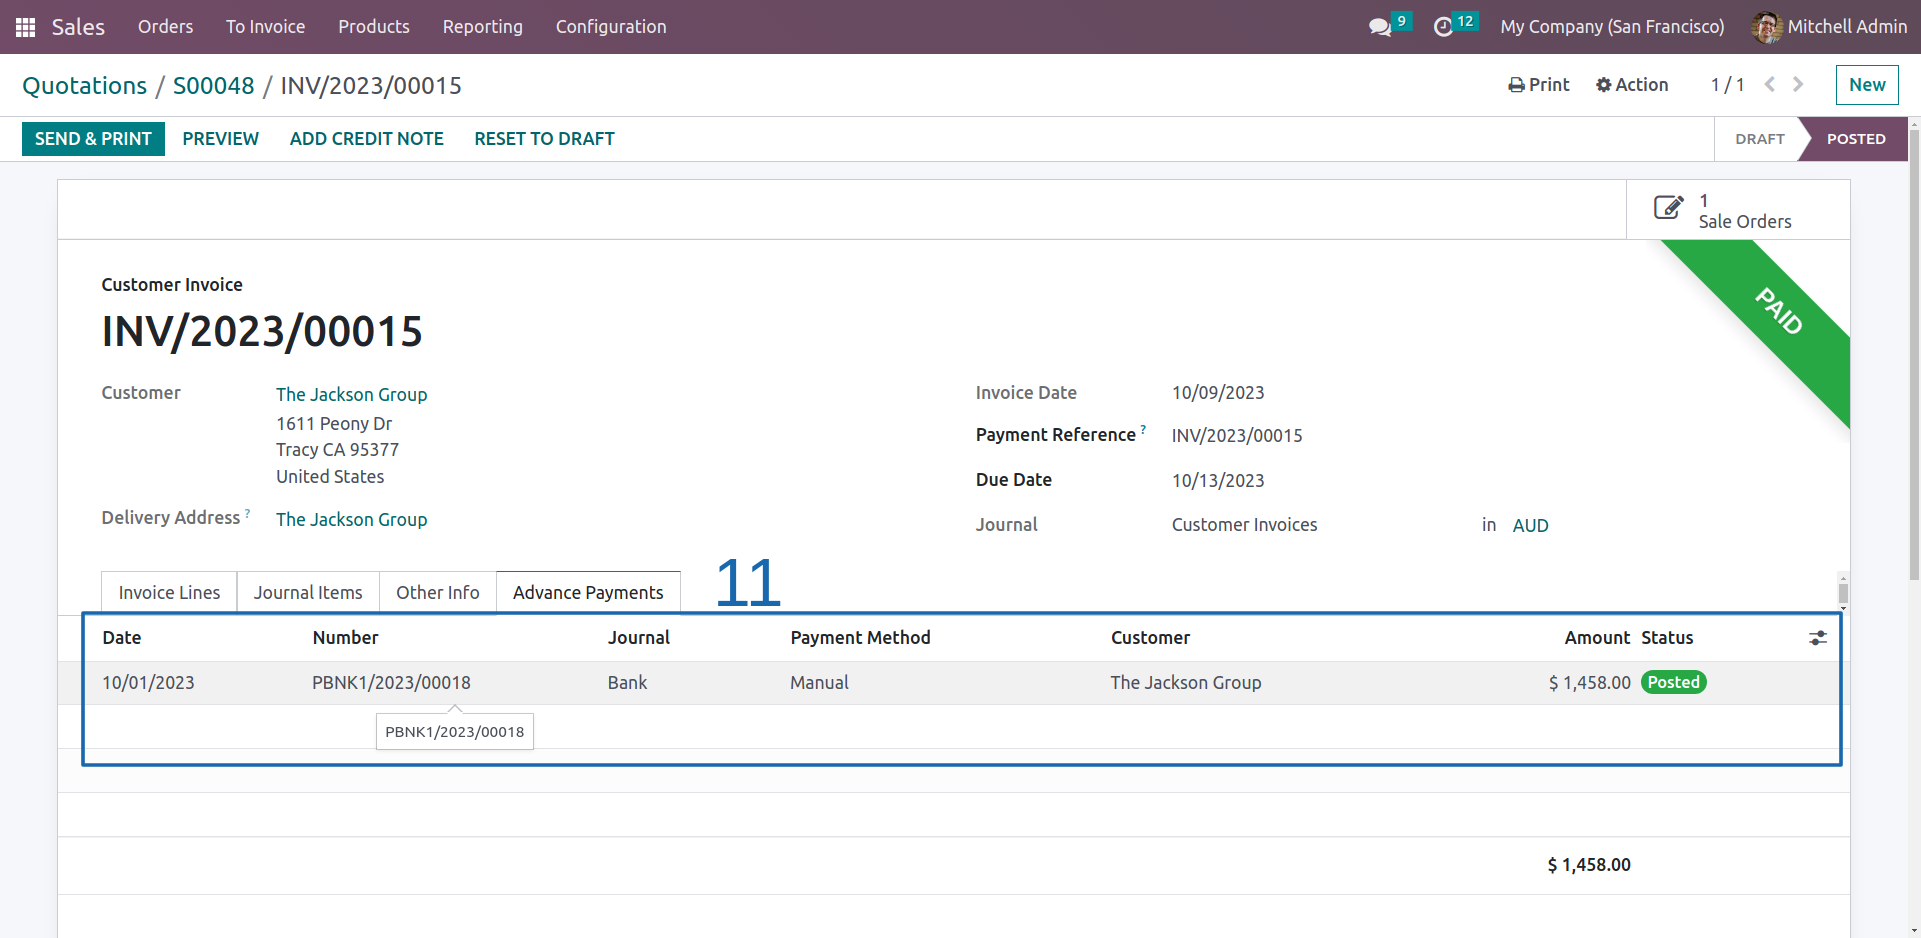 Sales Orders To Invoice Products Reporting Configuration 9 12 My Company (San Francisco) Mitchell Admin
Quotations / S00048 / INV/2023/00015 Print Action 1 / 1 New
SEND & PRINT PREVIEW ADD CREDIT NOTE RESET TO DRAFT DRAFT POSTED
1
Sale Orders
PAID
Customer Invoice
INV/2023/00015
Customer The Jackson Group Invoice Date 10/09/2023
1611 Peony Dr
Tracy CA 95377 Payment Reference ? INV/2023/00015
United States Due Date 10/13/2023
Delivery Address ? The Jackson Group Journal Customer Invoices in AUD
Invoice Lines Journal Items Other Info Advance Payments 11
Date Number Journal Payment Method Customer Amount Status
10/01/2023 PBNK1/2023/00018 Bank Manual The Jackson Group $ 1,458.00 Posted
PBNK1/2023/00018
$ 1,458.00